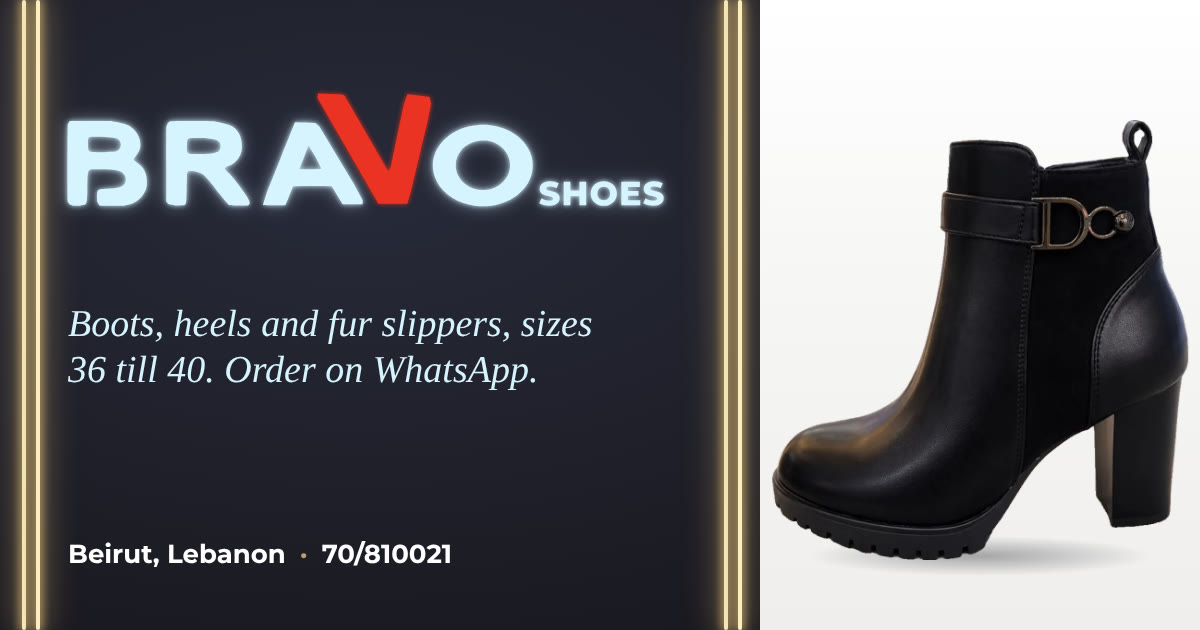 BRAVO SHOES
Boots, heels and fur slippers, sizes
36 till 40. Order on WhatsApp.
Beirut, Lebanon · 70/810021